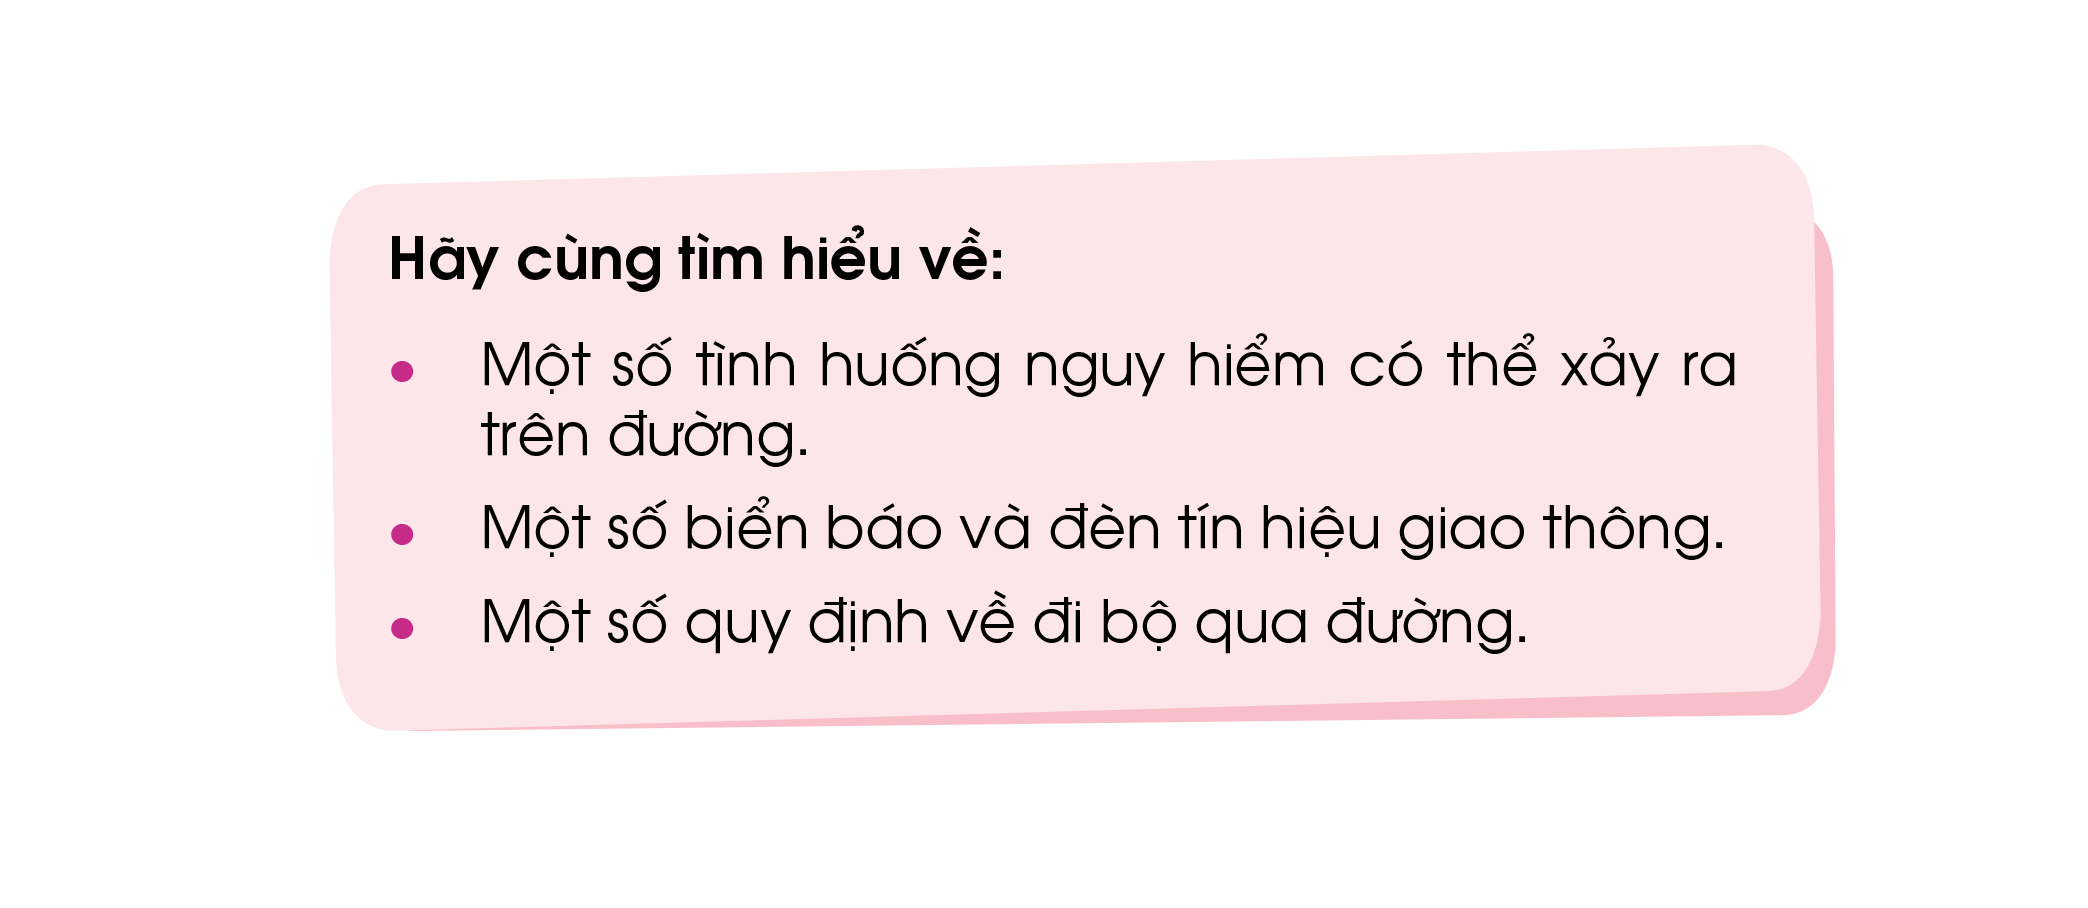 Hãy cùng tìm hiểu về:
• Một số tình huống nguy hiểm có thể xảy ra
trên đường.
• Một số biển báo và đèn tín hiệu giao thông.
• Một số quy định về đi bộ qua đường.